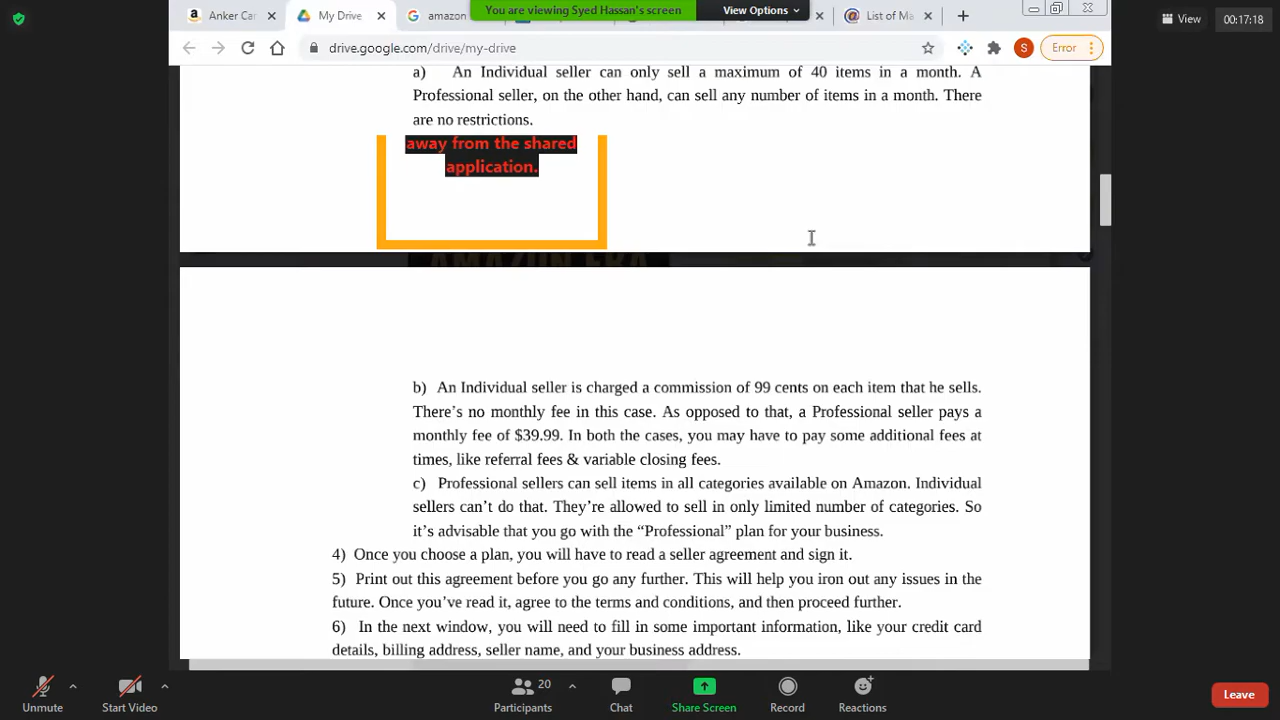 Anker Car
My Drive
amazon
You are viewing Syed Hassan's screen
View Options
List of Ma
View
00:17:18
drive.google.com/drive/my-drive
S
Error
a) An Individual seller can only sell a maximum of 40 items in a month. A
Professional seller, on the other hand, can sell any number of items in a month. There
are no restrictions.
away from the shared
application.
AMAZON FBA
b) An Individual seller is charged a commission of 99 cents on each item that he sells.
There's no monthly fee in this case. As opposed to that, a Professional seller pays a
monthly fee of $39.99. In both the cases, you may have to pay some additional fees at
times, like referral fees & variable closing fees.
c) Professional sellers can sell items in all categories available on Amazon. Individual
sellers can't do that. They're allowed to sell in only limited number of categories. So
it's advisable that you go with the “Professional” plan for your business.
4) Once you choose a plan, you will have to read a seller agreement and sign it.
5) Print out this agreement before you go any further. This will help you iron out any issues in the
future. Once you've read it, agree to the terms and conditions, and then proceed further.
6) In the next window, you will need to fill in some important information, like your credit card
details, billing address, seller name, and your business address.
Unmute
Start Video
20
Participants
Chat
Share Screen
Record
Reactions
Leave